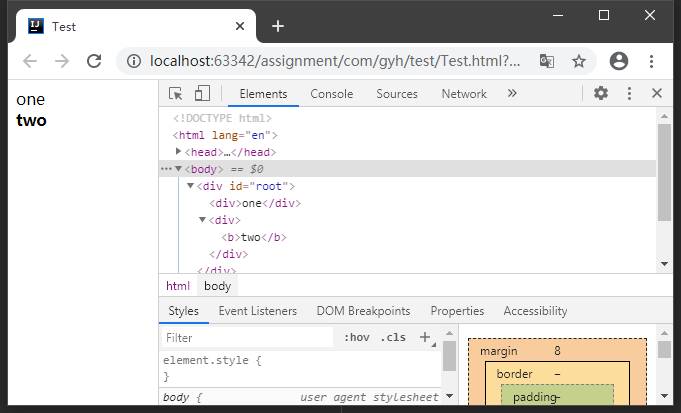 Test
localhost:63342/assignment/com/gyh/test/Test.html?...
one
two
Elements Console Sources Network »
<!DOCTYPE html>
<html lang="en">
<head>…</head>
<body> == $0
<div id="root">
<div>one</div>
<div>
<b>two</b>
</div>
</div>
html body
Styles Event Listeners DOM Breakpoints Properties Accessibility
Filter :hov .cls +
element.style {
}
body { user agent stylesheet
margin 8
border –
padding–